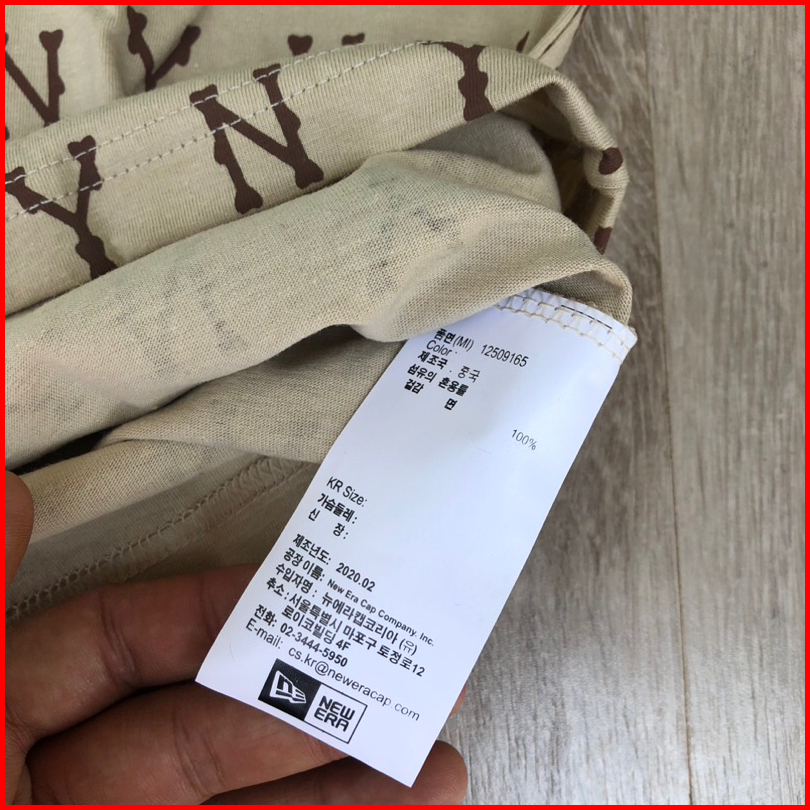 NY
품번(MI) 12509165
Color :
제조국 : 중국
섬유의 혼용률
겉감 면 100%
KR Size:
가슴둘레 :
신 장 :
제조년도: 2020.02
공장 이름: New Era Cap Company, Inc.
수입자명 : 뉴에라캡코리아 (유)
추소 : 서울특별시 마포구 토정로12
로이코빌딩 4F
전화: 02-3444-5950
E-mail: cs.kr@neweracap.com
NE
NEW
ERA